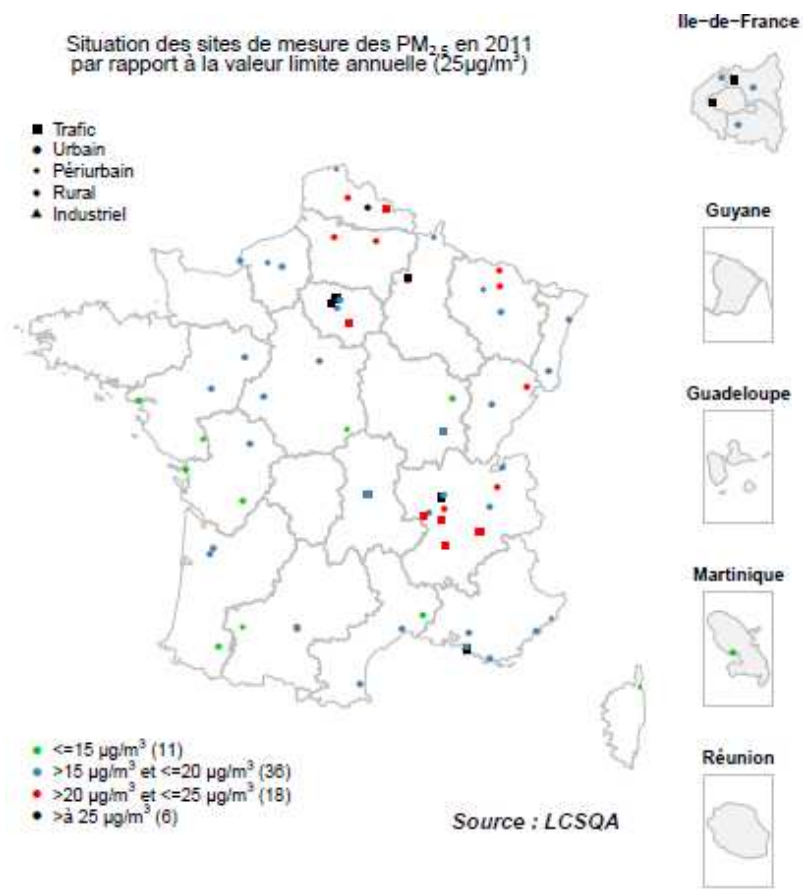 Situation des sites de mesure des PM2.5 en 2011
par rapport à la valeur limite annuelle (25µg/m³)
Ile-de-France
Trafic
Urbain
Périurbain
Rural
Industriel
Guyane
Guadeloupe
Martinique
Réunion
<=15 µg/m³ (11)
>15 µg/m³ et <=20 µg/m³ (36)
>20 µg/m³ et <=25 µg/m³ (18)
>à 25 µg/m³ (6)
Source : LCSQA